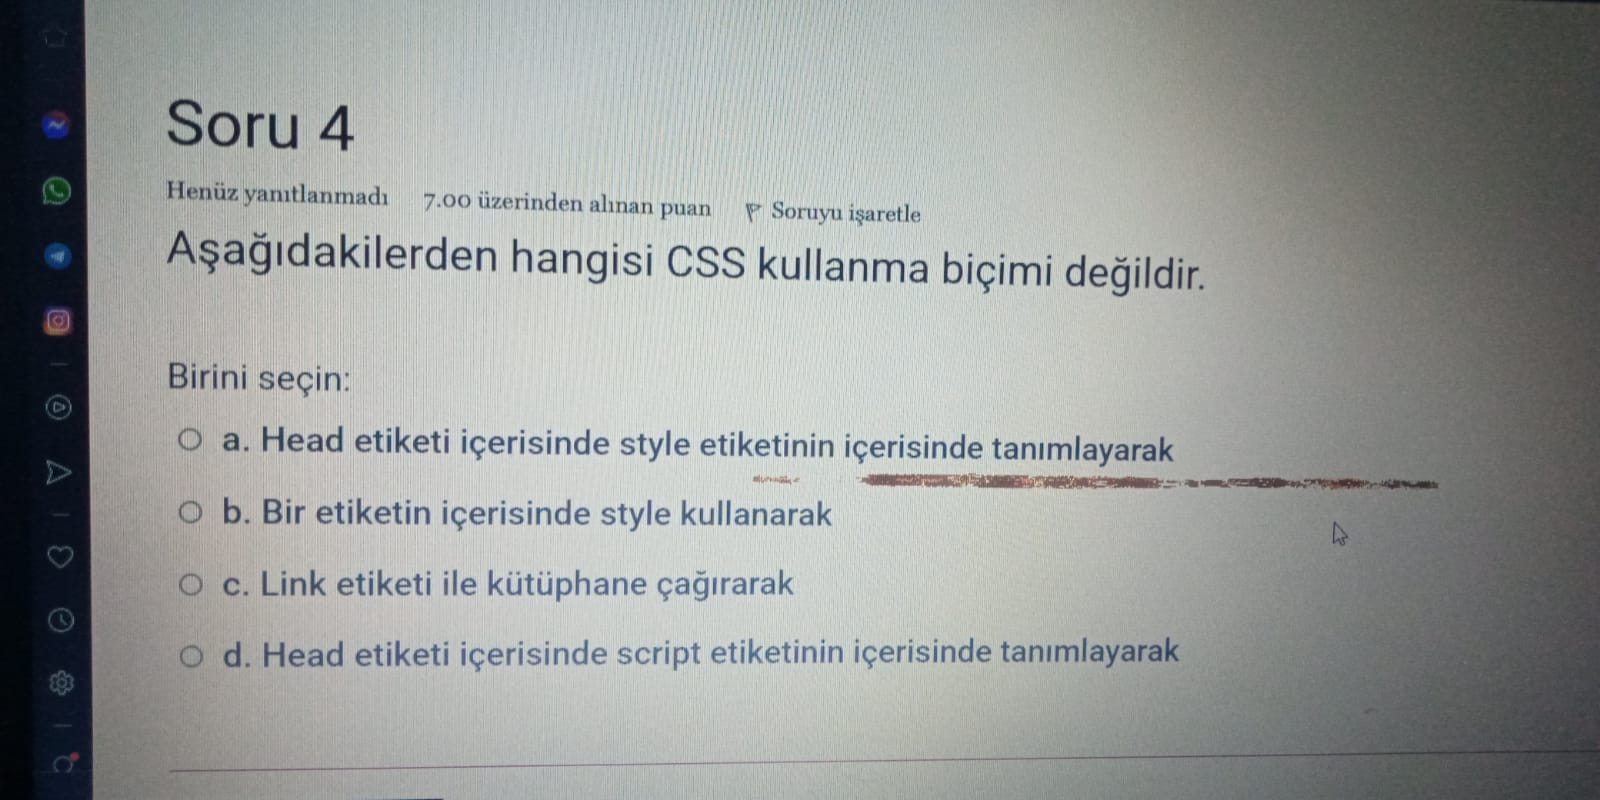 Soru 4
Henüz yanıtlanmadı 7.00 üzerinden alınan puan Soruyu işaretle
Aşağıdakilerden hangisi CSS kullanma biçimi değildir.
Birini seçin:
a. Head etiketi içerisinde style etiketinin içerisinde tanımlayarak
b. Bir etiketin içerisinde style kullanarak
c. Link etiketi ile kütüphane çağırarak
d. Head etiketi içerisinde script etiketinin içerisinde tanımlayarak